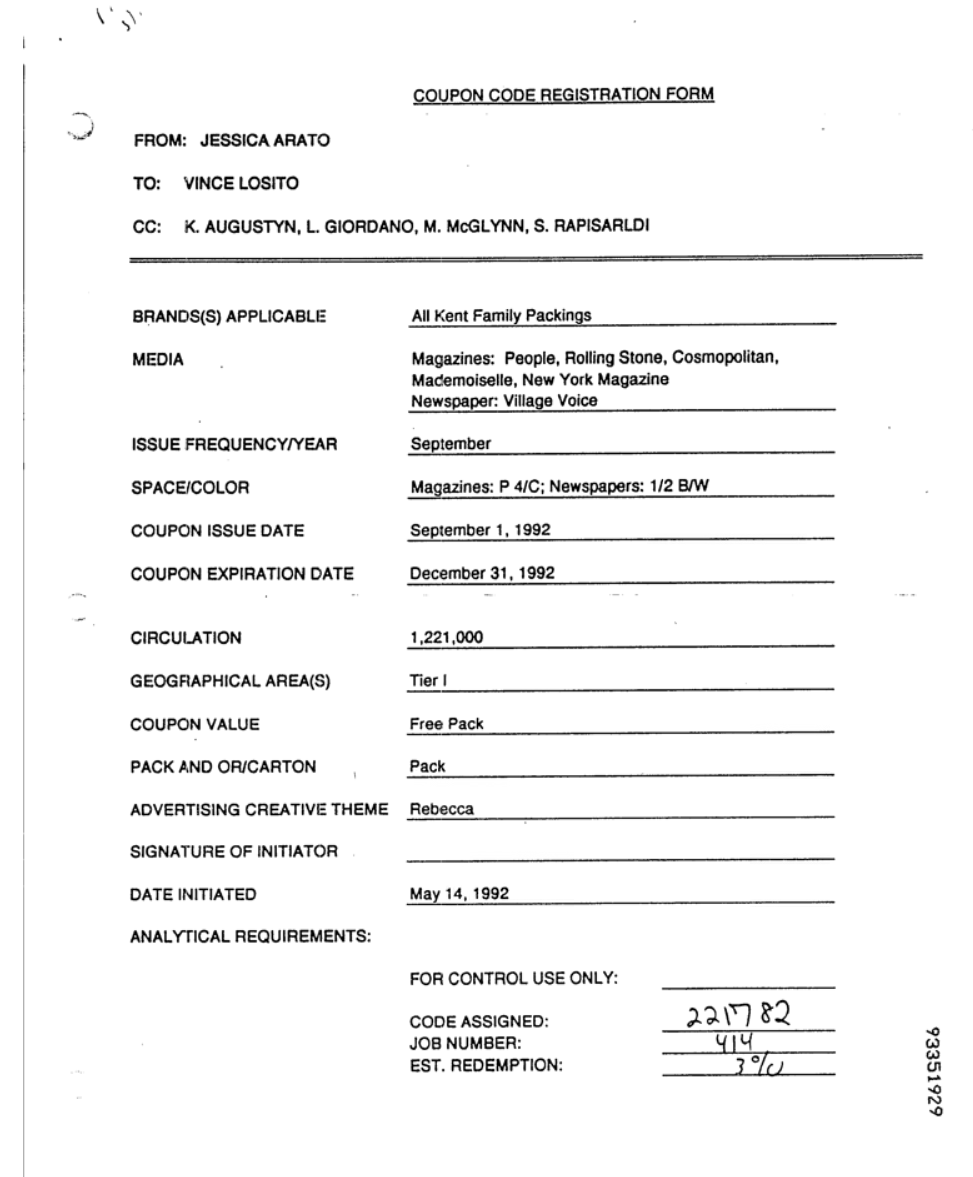 COUPON CODE REGISTRATION FORM
FROM: JESSICA ARATO
TO: VINCE LOSITO
CC: K. AUGUSTYN, L. GIORDANO, M. McGLYNN, S. RAPISARLDI
BRANDS(S) APPLICABLE All Kent Family Packings
MEDIA Magazines: People, Rolling Stone, Cosmopolitan,
Mademoiselle, New York Magazine
Newspaper: Village Voice
ISSUE FREQUENCY/YEAR September
SPACE/COLOR Magazines: P 4/C; Newspapers: 1/2 B/W
COUPON ISSUE DATE September 1, 1992
COUPON EXPIRATION DATE December 31, 1992
CIRCULATION 1,221,000
GEOGRAPHICAL AREA(S) Tier I
COUPON VALUE Free Pack
PACK AND OR/CARTON Pack
ADVERTISING CREATIVE THEME Rebecca
SIGNATURE OF INITIATOR
DATE INITIATED May 14, 1992
ANALYTICAL REQUIREMENTS:
FOR CONTROL USE ONLY:
CODE ASSIGNED: 221782
JOB NUMBER: 414
EST. REDEMPTION: 3%
93351929